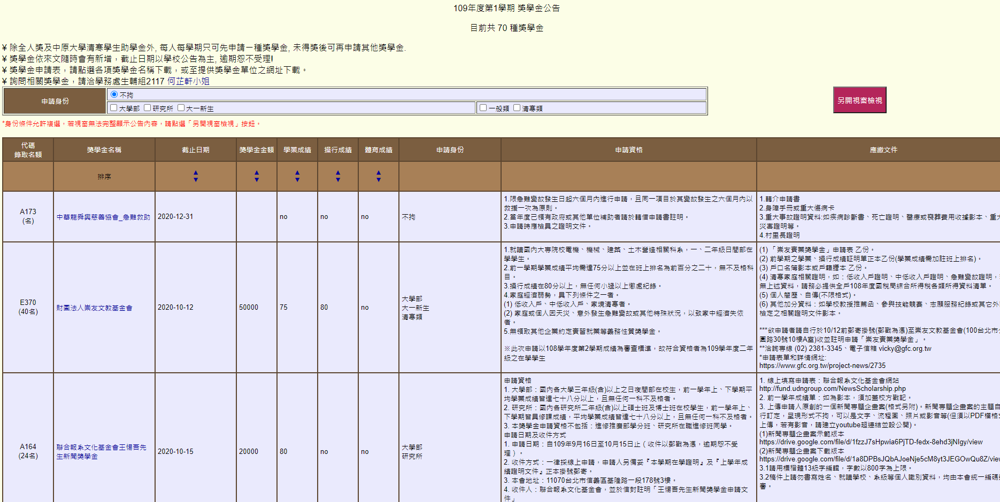 109年度第1學期 獎學金公告
目前共 70 種獎學金
¥ 除全人獎及中原大學清寒學生助學金外, 每人每學期只可先申請一種獎學金, 未得獎後可再申請其他獎學金.
¥ 獎學金依來文隨時會有新增，截止日期以學校公告為主, 逾期恕不受理!
¥ 獎學金申請表，請點選各項獎學金名稱下載，或至提供獎學金單位之網址下載。
¥ 詢問相關獎學金，請洽學務處生輔組2117 何芷軒小姐
申請身份
不拘
大學部 研究所 大一新生
一般類 清寒類
另開視窗檢視
*身份條件允許複選，若視窗無法完整顯示公告內容，請點選「另開視窗檢視」按鈕。
代碼
錄取名額
獎學金名稱
截止日期
獎學金金額
學業成績
操行成績
體育成績
申請身份
申請資格
應繳文件
排序
▲ ▲ ▲ ▲ ▲
▼ ▼ ▼ ▼ ▼
A173
(名)
中華龍舜興慈善協會_急難救助
2020-12-31
no
no
no
不拘
1.限急難變故發生日起六個月內進行申請，且同一項目於其變故發生之六個月內以
救援一次為原則。
2.當年度已領有政府或其他單位補助者請於轉借申請書註明。
3.申請時應檢具之證明文件。
1.轉介申請書
2.身障手冊或重大傷病卡
3.重大事故證明資料:如疾病診斷書、死亡證明、醫療或喪葬費用收據影本、重大
災害證明等。
4.村里長證明
E370
(40名)
財團法人崇友文教基金會
2020-10-12
50000
75
80
no
大學部
大一新生
清寒類
1.就讀國內大專院校電機、機械、建築、土木營造相關科系，一、二年級日間部在
學學生。
2.前一學期學業成績平均需達75分以上並在班上排名為前百分之二十，無不及格科
目。
3.操行成績在80分以上，無任何小過以上懲處紀錄。
4.家庭經濟弱勢，具下列條件之一者。
(1) 低收入戶、中低收入戶、家境清寒者。
(2) 家庭或個人因天災、意外發生急難變故或其他特殊狀況，以致家中經濟失依
者。
5.無領取其他企業約定實習就業等義務性質獎學金。
※此次申請以108學年度第2學期成績為審查標準，故符合資格者為109學年度二年
級之在學學生
(1) 「崇友實業獎學金」申請表 乙份。
(2) 前學期之學業、操行成績証明單正本乙份(學業成績需加註班上排名)。
(3) 戶口名簿影本或戶籍謄本 乙份。
(4) 清寒家庭相關證明，如：低收入戶證明、中低收入戶證明、急難變故證明，
無上述資料，請務必提供全戶108年度國稅局綜合所得稅各類所得資料清單。
(5) 個人簡歷、自傳(不限格式)。
(6) 其他加分資料：如學校教授推薦函、參與技能競賽、志願服務紀錄或其它外
檢定之相關證明文件影本。
***欲申請者請自行於10/12前郵寄掛號(郵戳為憑)至崇友文教基金會(100台北市
園路30號10樓A室)收並註明申請「崇友實業獎學金」。
**洽詢專線 (02) 2381-3345、電子信箱 vicky@gfc.org.tw
*申請表單和詳情網址:
https://www.gfc.org.tw/project-news/2735
A164
(24名)
聯合報系文化基金會王惕吾先
生新聞獎學金
2020-10-15
20000
80
no
no
大學部
研究所
申請資格
1. 大學部：國內各大學三年級(含)以上之日夜間部在校生，前一學年上、下學期平
均學業成績皆達七十八分以上，且無任何一科不及格者。
2. 研究所：國內各研究所二年級(含)以上碩士班及博士班在校學生，前一學年上、
下學期皆具修課成績，平均學業成績皆達七十八分以上，且無任何一科不及格者。
3. 本獎學金申請資格不包括：進修推廣部學分班、研究所在職進修班同學。
申請日期及收件方式
1. 申請日期：自109年9月16日至10月15日止（收件以郵戳為憑，逾期恕不受
理）。
2. 收件方式：一律採線上申請，申請人另備妥『本學期在學證明』及『上學年成
績證明文件』正本掛號郵寄。
3. 本會地址：11070台北市信義區基隆路一段178號3樓。
4. 收件人：聯合報系文化基金會，並於信封註明「王惕吾先生新聞獎學金申請文
件」
1. 線上填寫申請表：聯合報系文化基金會網站
http://fund.udngroup.com/NewsScholarship.php
2. 前一學年成績單：如為影本，須加蓋校方戳記。
3. 上傳申請人原創的一個新聞專題企畫案(格式另附)。新聞專題企畫案的主題自
行訂定，呈現形式不拘，可以是文字、流程圖、照片或影音等(但須以PDF檔格式
上傳，若有影音，請建立youtube超連結並設公開)。
(1)新聞專題企畫案示範版本
https://drive.google.com/file/d/1fzzJ7sHpwia6PjTD-fedx-8ehd3jNIgy/view
(2)新聞專題企畫案下載版本
https://drive.google.com/file/d/1a8DPBsJQbAJoeNje5cM8yt3JEGOwQu8Z/view
3.1請用標楷體13級字編輯，字數以800字為上限。
3.2稿件上請勿書寫姓名、就讀學校、系級等個人識別資料，均由本會統一編碼
審。